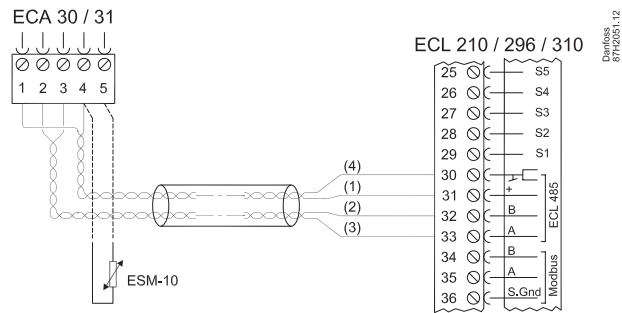 ECA 30 / 31
1 2 3 4 5
ESM-10
(4)
(1)
(2)
(3)
ECL 210 / 296 / 310
25 S5
26 S4
27 S3
28 S2
29 S1
30
31 +
32 B
33 A
34 B
35 A
36 S.Gnd
ECL 485
Modbus
Danfoss
87H2051.12